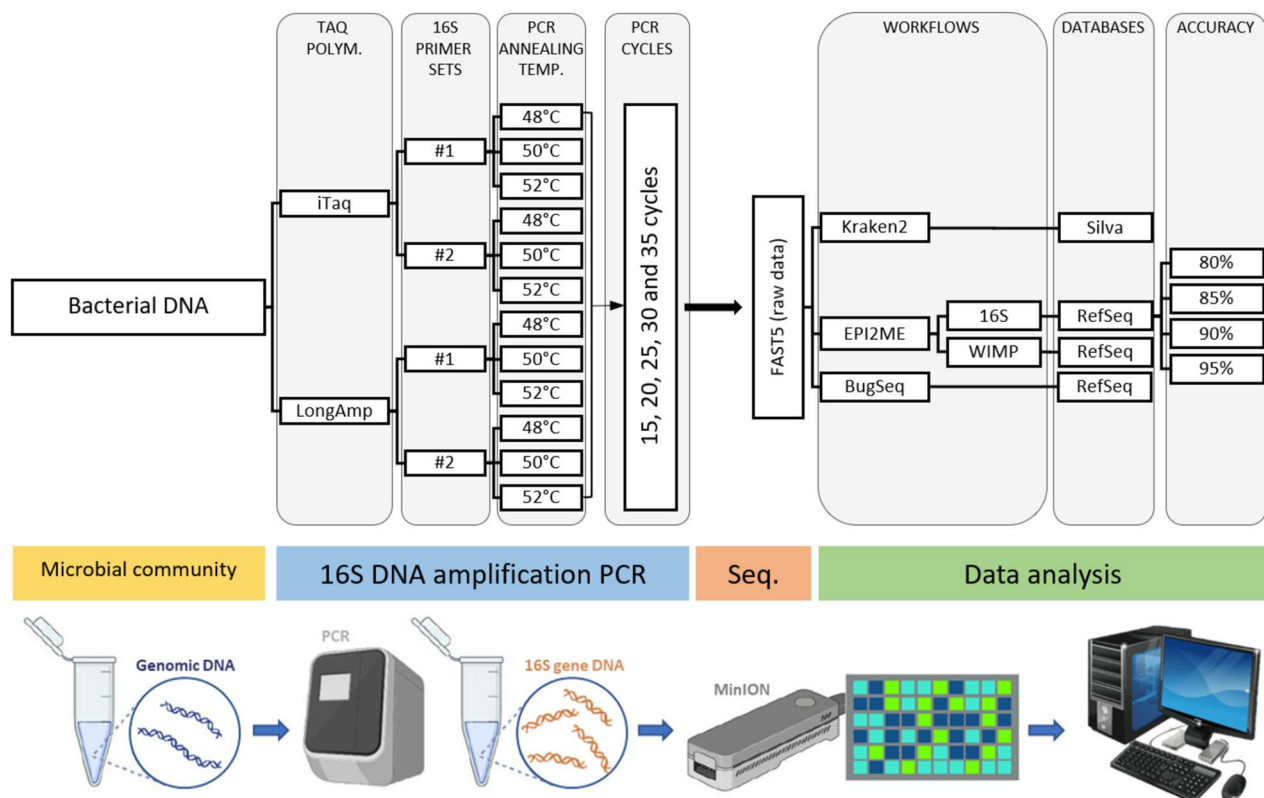 TAQ
POLYM.
16S
PRIMER
SETS
PCR
ANNEALING
TEMP.
PCR
CYCLES
WORKFLOWS
DATABASES
ACCURACY
Bacterial DNA
iTaq
LongAmp
#1
#2
#1
#2
48°C
50°C
52°C
48°C
50°C
52°C
48°C
50°C
52°C
48°C
50°C
52°C
15, 20, 25, 30 and 35 cycles
FAST5 (raw data)
Kraken2
Silva
EPI2ME
16S
RefSeq
WIMP
RefSeq
BugSeq
RefSeq
80%
85%
90%
95%
Microbial community
16S DNA amplification PCR
Seq.
Data analysis
Genomic DNA
PCR
16S gene DNA
MinION